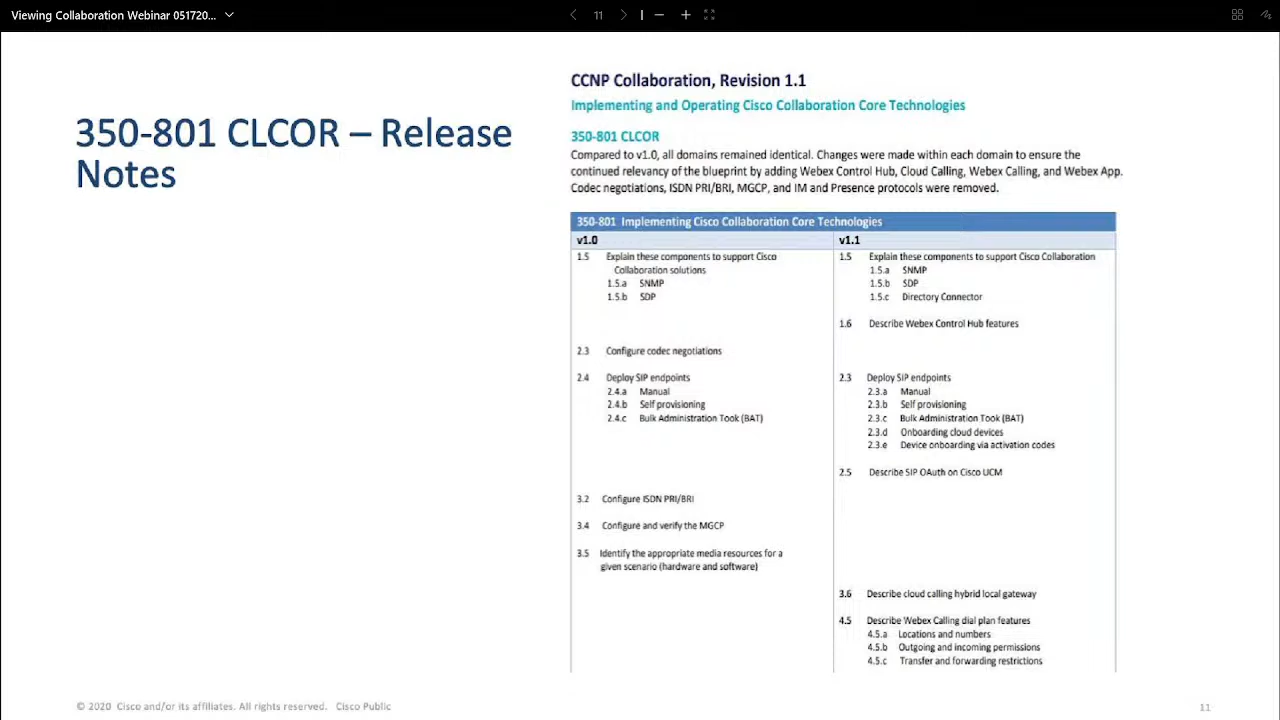 Viewing Collaboration Webinar 051720...
11
350-801 CLCOR – Release
Notes
CCNP Collaboration, Revision 1.1
Implementing and Operating Cisco Collaboration Core Technologies
350-801 CLCOR
Compared to v1.0, all domains remained identical. Changes were made within each domain to ensure the
continued relevancy of the blueprint by adding Webex Control Hub, Cloud Calling, Webex Calling, and Webex App.
Codec negotiations, ISDN PRI/BRI, MGCP, and IM and Presence protocols were removed.
350-801 Implementing Cisco Collaboration Core Technologies
v1.0
1.5 Explain these components to support Cisco
Collaboration solutions
1.5.a SNMP
1.5.b SDP
2.3 Configure codec negotiations
2.4 Deploy SIP endpoints
2.4.a Manual
2.4.b Self provisioning
2.4.c Bulk Administration Took (BAT)
3.2 Configure ISDN PRI/BRI
3.4 Configure and verify the MGCP
3.5 Identify the appropriate media resources for a
given scenario (hardware and software)
v1.1
1.5 Explain these components to support Cisco Collaboration
1.5.a SNMP
1.5.b SDP
1.5.c Directory Connector
1.6 Describe Webex Control Hub features
2.3 Deploy SIP endpoints
2.3.a Manual
2.3.b Self provisioning
2.3.c Bulk Administration Took (BAT)
2.3.d Onboarding cloud devices
2.3.e Device onboarding via activation codes
2.5 Describe SIP OAuth on Cisco UCM
3.6 Describe cloud calling hybrid local gateway
4.5 Describe Webex Calling dial plan features
4.5.a Locations and numbers
4.5.b Outgoing and incoming permissions
4.5.c Transfer and forwarding restrictions
© 2020 Cisco and/or its affiliates. All rights reserved. Cisco Public
11